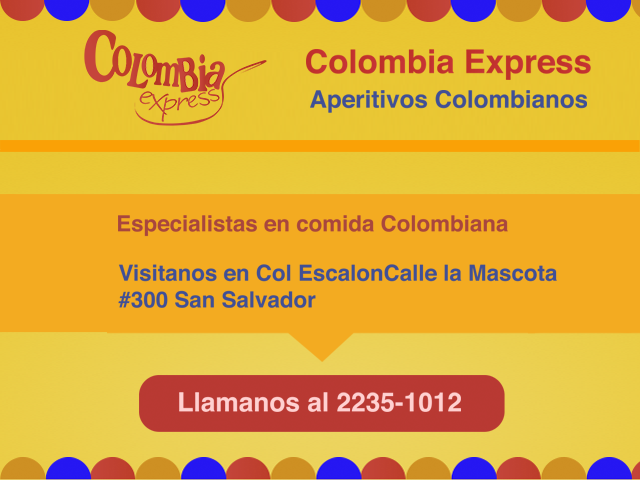 Colombia
express
Colombia Express
Aperitivos Colombianos
Especialistas en comida Colombiana
Visitanos en Col EscalonCalle la Mascota
#300 San Salvador
Llamanos al 2235-1012